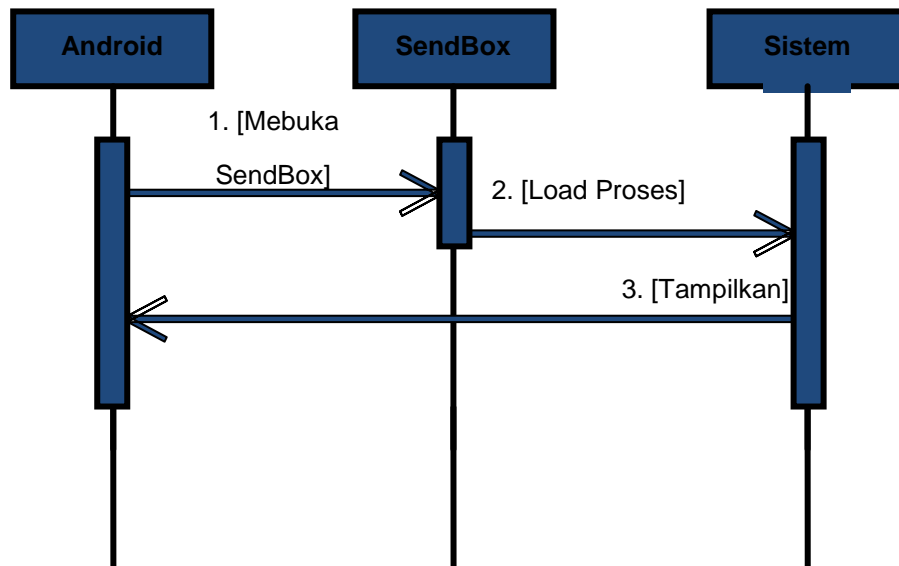 Android
SendBox
Sistem
1. [Mebuka
SendBox]
2. [Load Proses]
3. [Tampilkan]